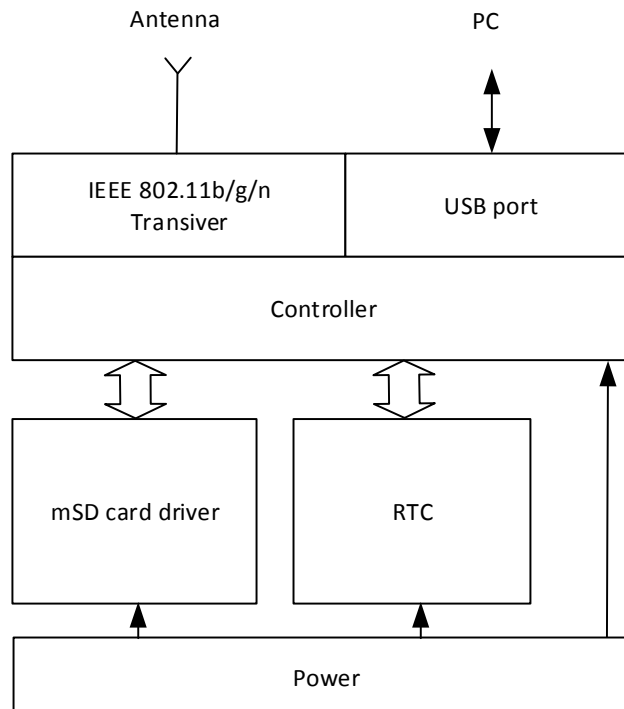 Antenna
PC
IEEE 802.11b/g/n
Transiver
USB port
Controller
mSD card driver
RTC
Power